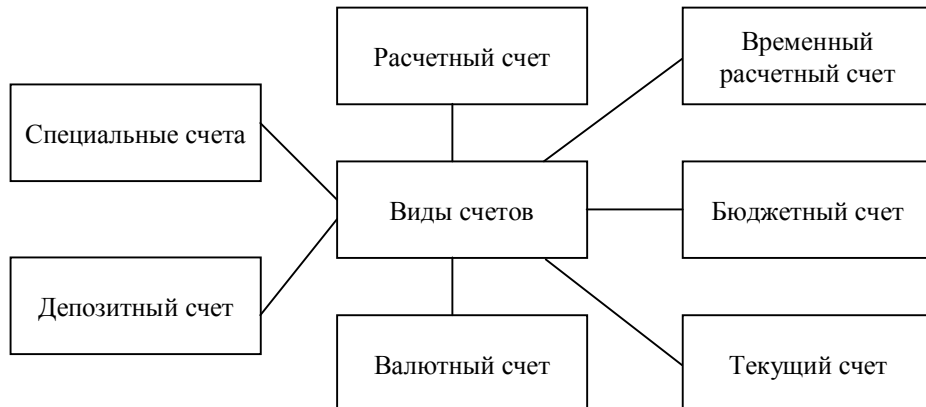 Расчетный счет
Временный
расчетный счет
Специальные счета
Виды счетов
Бюджетный счет
Депозитный счет
Валютный счет
Текущий счет